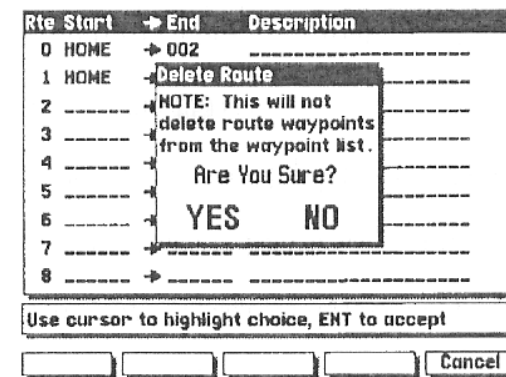 Rte Start → End Description
0 HOME → 002
1 HOME
2
3
4
5
6
7
8 →
Delete Route
NOTE: This will not
delete route waypoints
from the waypoint list.
Are You Sure?
YES NO
Use cursor to highlight choice, ENT to accept
Cancel